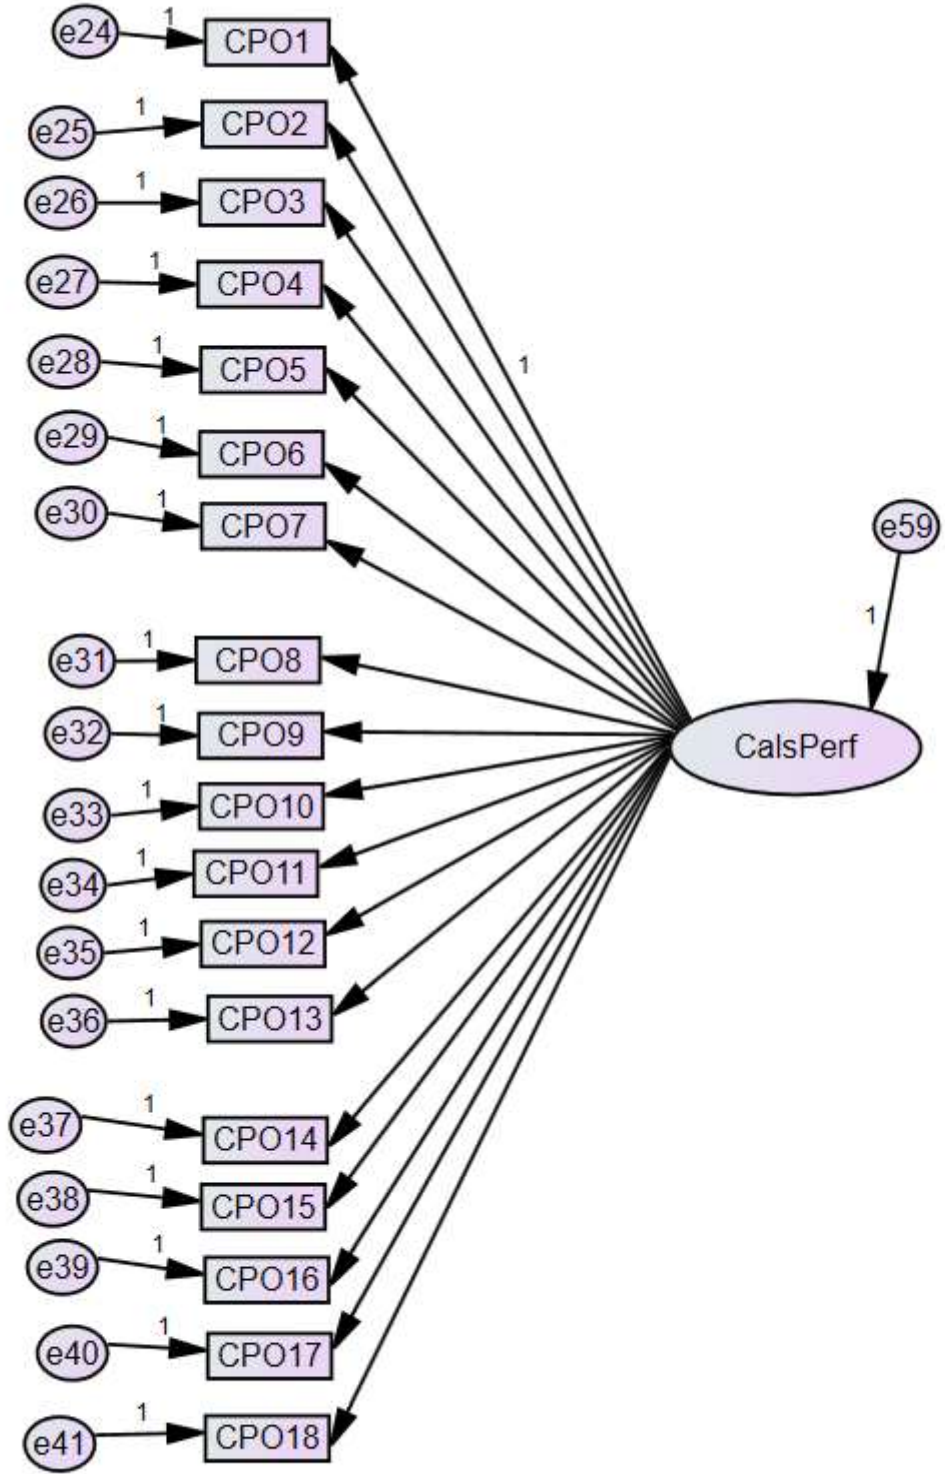 e24 1 CPO1
e25 1 CPO2
e26 1 CPO3
e27 1 CPO4
e28 1 CPO5
1
e29 1 CPO6
e30 1 CPO7
e59
1
e31 1 CPO8
e32 1 CPO9
CalsPerf
e33 1 CPO10
e34 1 CPO11
e35 1 CPO12
e36 1 CPO13
e37 1 CPO14
e38 1 CPO15
e39 1 CPO16
e40 1 CPO17
e41 1 CPO18